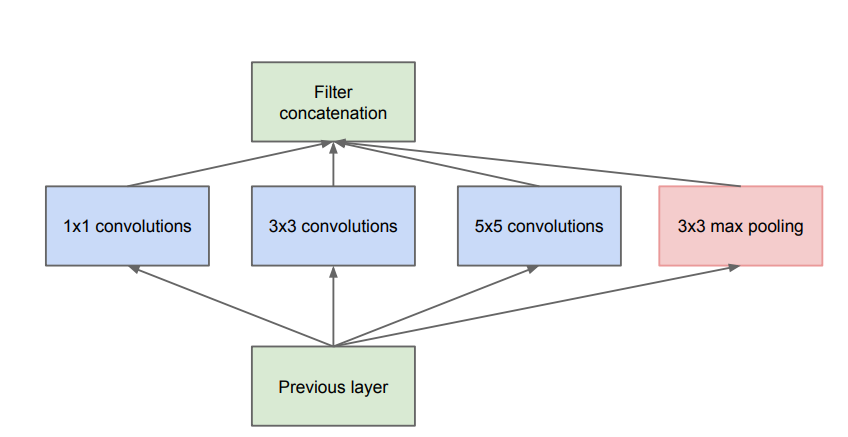 Filter
concatenation
1x1 convolutions
3x3 convolutions
5x5 convolutions
3x3 max pooling
Previous layer